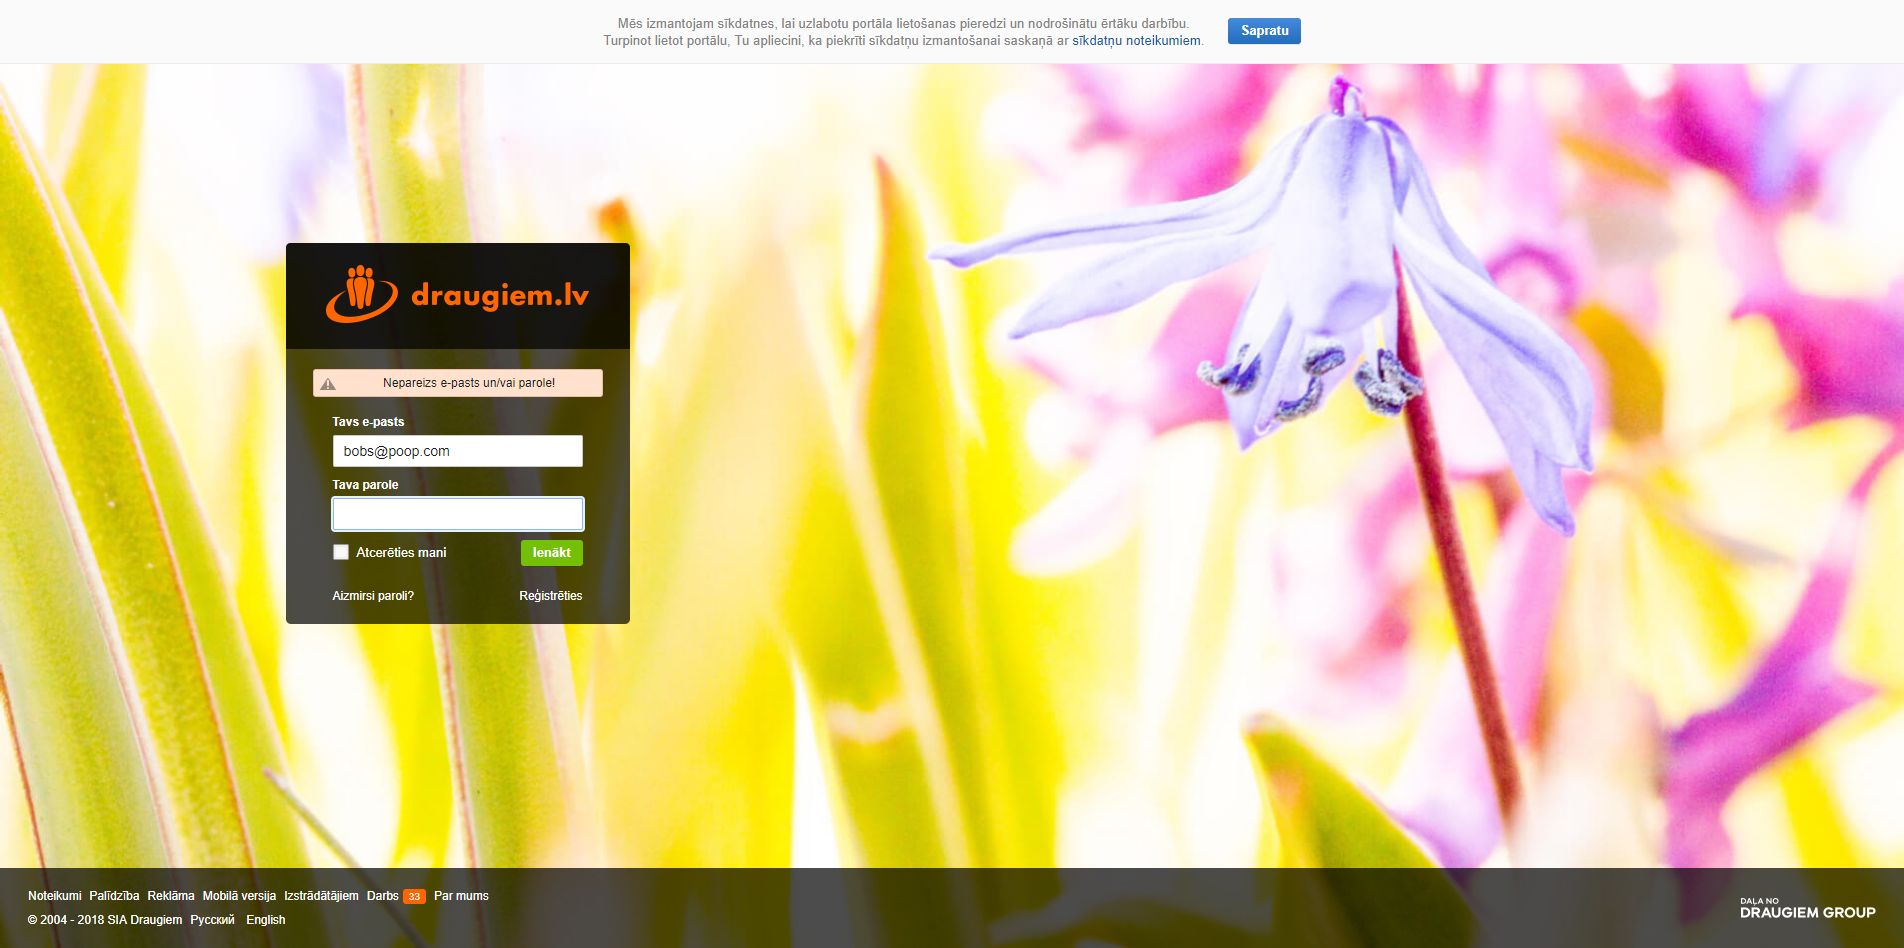 Mēs izmantojam sīkdatnes, lai uzlabotu portāla lietošanas pieredzi un nodrošinātu ērtāku darbību.
Turpinot lietot portālu, Tu apliecini, ka piekrīti sīkdatņu izmantošanai saskaņā ar sīkdatņu noteikumiem.
Sapratu
draugiem.lv
Nepareizs e-pasts un/vai parole!
Tavs e-pasts
bobs@poop.com
Tava parole
Atcerēties mani
Ienākt
Aizmirsi paroli? Reģistrēties
Noteikumi Palīdzība Reklāma Mobilā versija Izstrādātājiem Darbs 33 Par mums
© 2004 - 2018 SIA Draugiem Русский English
DAĻA NO
DRAUGIEM GROUP